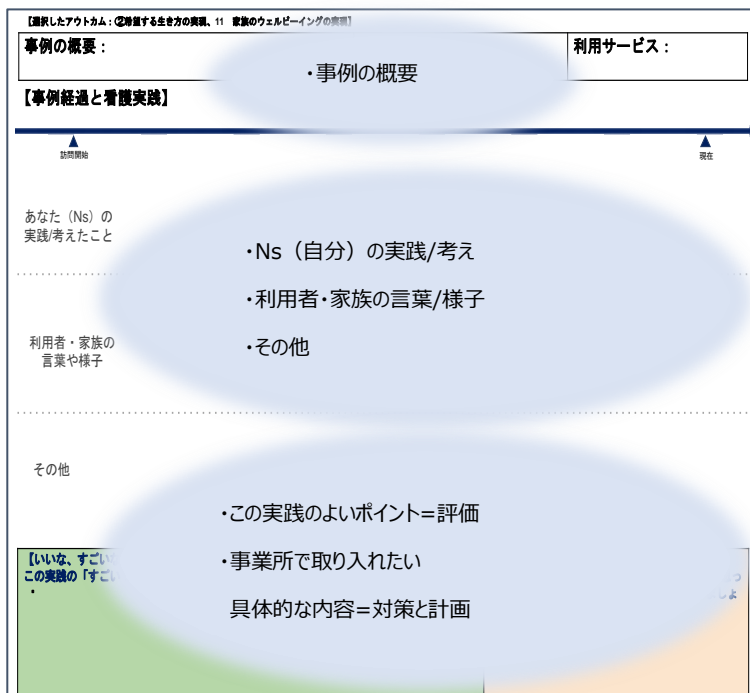 【選択したアウトカム：②希望する生き方の実現、11　家族のウェルビーイングの実現】
事例の概要：
利用サービス：
・事例の概要
【事例経過と看護実践】
訪問開始
現在
あなた（Ns）の
実践/考えたこと
・Ns（自分）の実践/考え
・利用者・家族の言葉/様子
・その他
利用者・家族の
言葉や様子
その他
・この実践のよいポイント=評価
・事業所で取り入れたい
具体的な内容=対策と計画
【いいな、すごい
この実践の「すごい
・